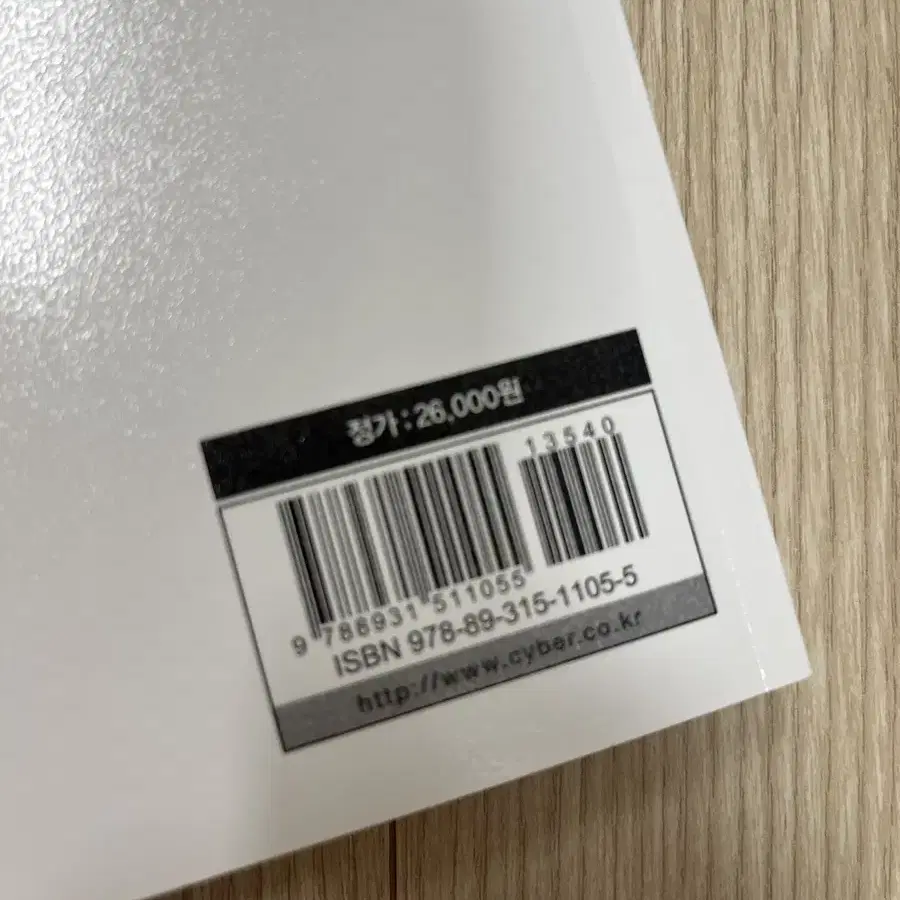 정가 : 26,000원
13540
9 788931 511055
ISBN 978-89-315-1105-5
http://www.cyber.co.kr